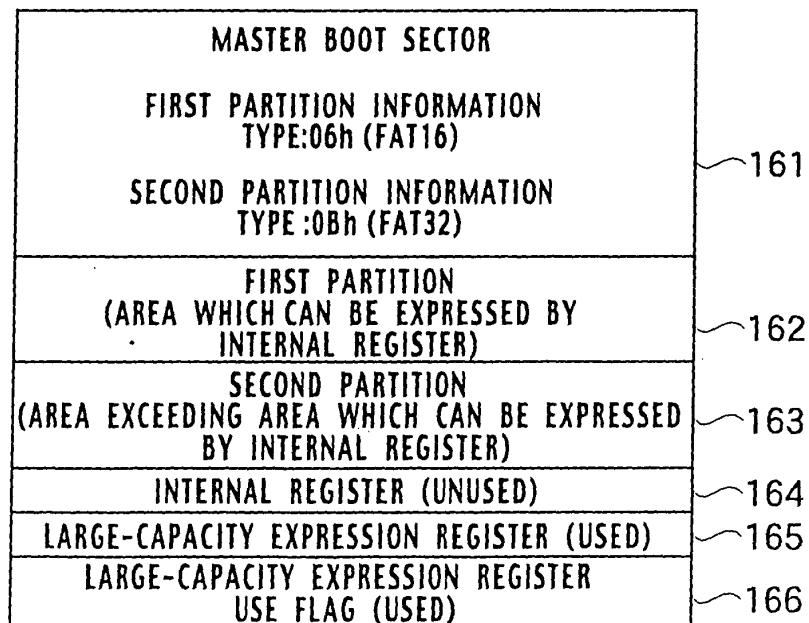 MASTER BOOT SECTOR
FIRST PARTITION INFORMATION
TYPE:06h (FAT16)
SECOND PARTITION INFORMATION
TYPE:0Bh (FAT32)
161
FIRST PARTITION
(AREA WHICH CAN BE EXPRESSED BY
INTERNAL REGISTER)
162
SECOND PARTITION
(AREA EXCEEDING AREA WHICH CAN BE EXPRESSED
BY INTERNAL REGISTER)
163
INTERNAL REGISTER (UNUSED)
164
LARGE-CAPACITY EXPRESSION REGISTER (USED)
165
LARGE-CAPACITY EXPRESSION REGISTER
USE FLAG (USED)
166